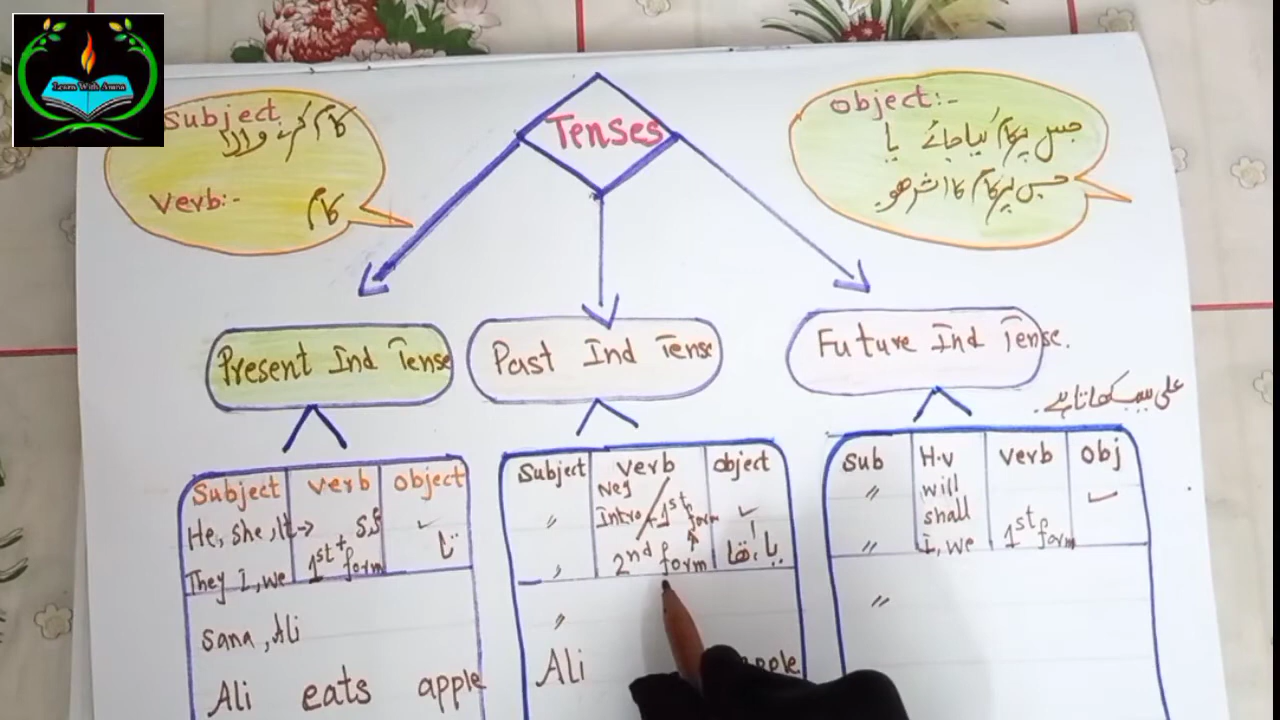 Learn With Amna
Subject:
کام کرنے والا
Verb:-
کام
Tenses
Object:-
جس پر کام کیا جائے یا
جس پر کام کا اثر ہو
Present Ind Tense
Past Ind Tense
Future Ind Tense.
علی سیب کھاتا ہے۔
Subject verb object
He, she, It→ S,
1st form تا
They I, we
Sana, Ali
Ali eats apple
Subject verb object
" Neg
Intro 1st form ✓
, 2nd form
"
Ali apple
Sub H.v verb Obj
" will ✓
shall
" I, we 1st form
"